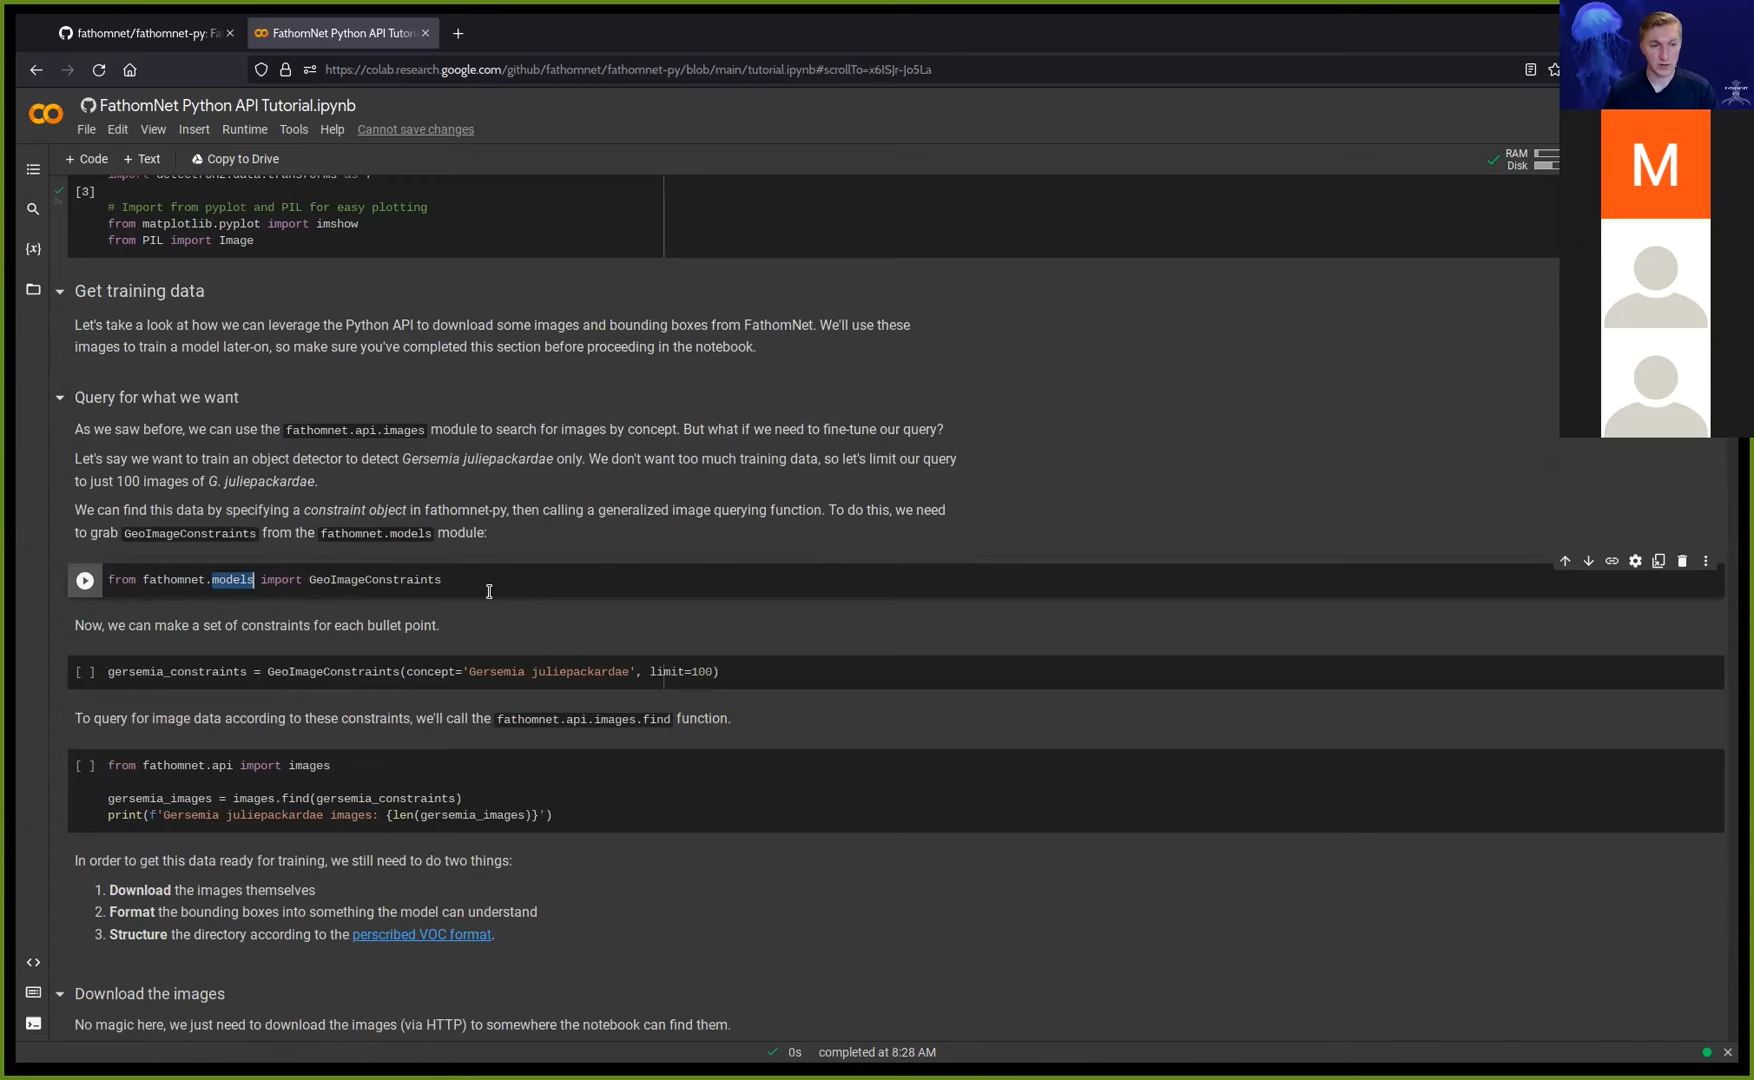 fathomnet/fathomnet-py: Fa
FathomNet Python API Tutori
https://colab.research.google.com/github/fathomnet/fathomnet-py/blob/main/tutorial.ipynb#scrollTo=x6ISJr-Jo5La
FathomNet Python API Tutorial.ipynb
File Edit View Insert Runtime Tools Help Cannot save changes
+ Code + Text Copy to Drive
RAM
Disk
M
[3]
# Import from pyplot and PIL for easy plotting
from matplotlib.pyplot import imshow
from PIL import Image
Get training data
Let's take a look at how we can leverage the Python API to download some images and bounding boxes from FathomNet. We'll use these
images to train a model later-on, so make sure you've completed this section before proceeding in the notebook.
Query for what we want
As we saw before, we can use the fathomnet.api.images module to search for images by concept. But what if we need to fine-tune our query?
Let's say we want to train an object detector to detect Gersemia juliepackardae only. We don't want too much training data, so let's limit our query
to just 100 images of G. juliepackardae.
We can find this data by specifying a constraint object in fathomnet-py, then calling a generalized image querying function. To do this, we need
to grab GeoImageConstraints from the fathomnet.models module:
from fathomnet.models import GeoImageConstraints
Now, we can make a set of constraints for each bullet point.
[ ] gersemia_constraints = GeoImageConstraints(concept='Gersemia juliepackardae', limit=100)
To query for image data according to these constraints, we'll call the fathomnet.api.images.find function.
[ ] from fathomnet.api import images
gersemia_images = images.find(gersemia_constraints)
print(f'Gersemia juliepackardae images: {len(gersemia_images)}')
In order to get this data ready for training, we still need to do two things:
1. Download the images themselves
2. Format the bounding boxes into something the model can understand
3. Structure the directory according to the perscribed VOC format.
Download the images
No magic here, we just need to download the images (via HTTP) to somewhere the notebook can find them.
0s completed at 8:28 AM